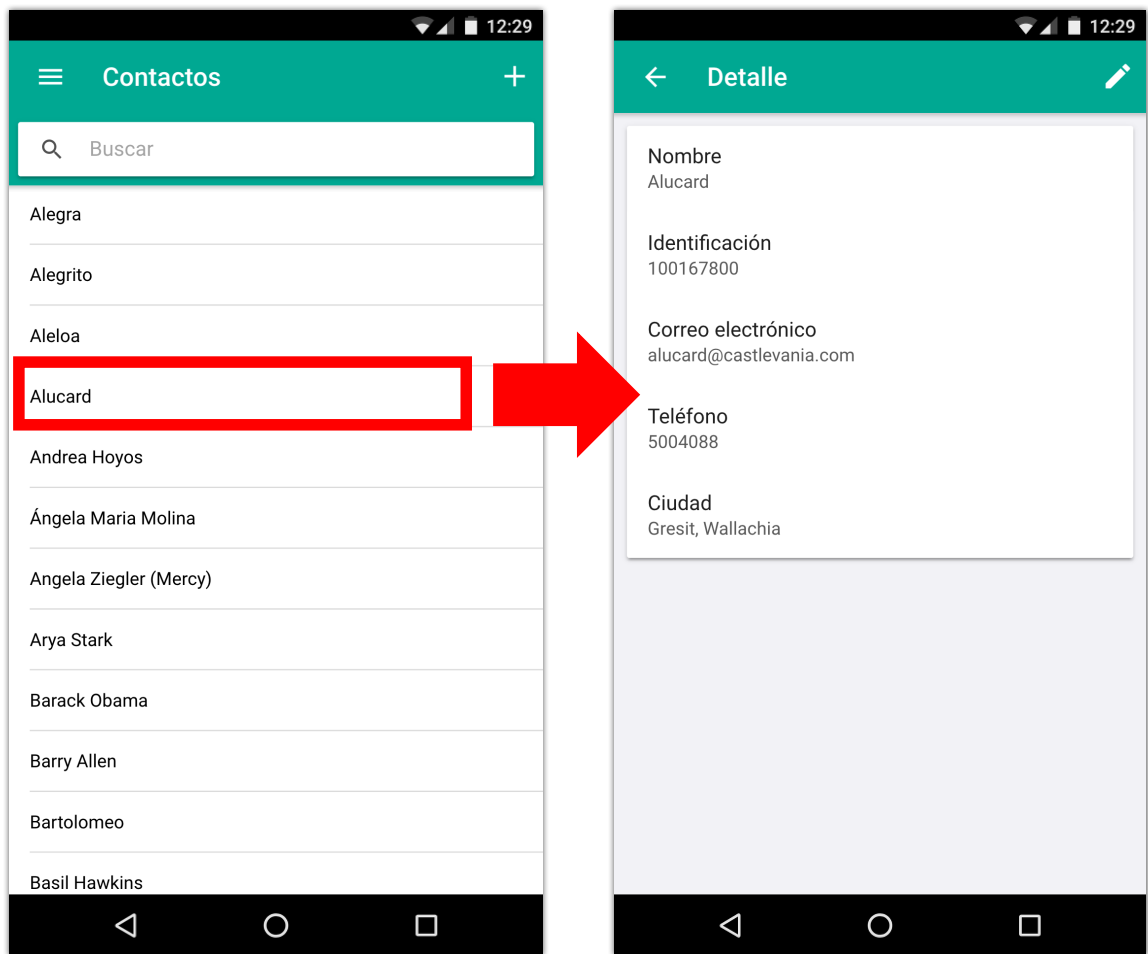 12:29
Contactos
Buscar
Alegra
Alegrito
Aleloa
Alucard
Andrea Hoyos
Ángela Maria Molina
Angela Ziegler (Mercy)
Arya Stark
Barack Obama
Barry Allen
Bartolomeo
Basil Hawkins
12:29
Detalle
Nombre
Alucard
Identificación
100167800
Correo electrónico
alucard@castlevania.com
Teléfono
5004088
Ciudad
Gresit, Wallachia